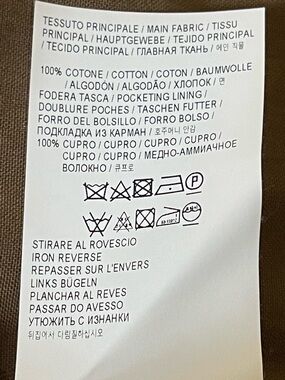 TESSUTO PRINCIPALE / MAIN FABRIC / TISSU
PRINCIPAL / HAUPTGEWEBE / TEJIDO PRINCIPAL
/ TECIDO PRINCIPAL / ГЛАВНАЯ ТКАНЬ / 메인 직물
100% COTONE / COTTON / COTON / BAUMWOLLE
/ ALGODÓN / ALGODÃO / ХЛОПОК / 면
FODERA TASCA / POCKETING LINING /
DOUBLURE POCHES / TASCHEN FUTTER /
FORRO DEL BOLSILLO / FORRO BOLSO /
ПОДКЛАДКА ИЗ КАРМАН / 호주머니 안감
100% CUPRO / CUPRO / CUPRO / CUPRO /
CUPRO / CUPRO / МЕДНО-АММИАЧНОЕ
ВОЛОКНО / 큐프로
P
STIRARE AL ROVESCIO
IRON REVERSE
REPASSER SUR L'ENVERS
LINKS BÜGELN
PLANCHAR AL REVES
PASSAR DO AVESSO
УТЮЖИТЬ С ИЗНАНКИ
뒤집어서 다림질하십시오